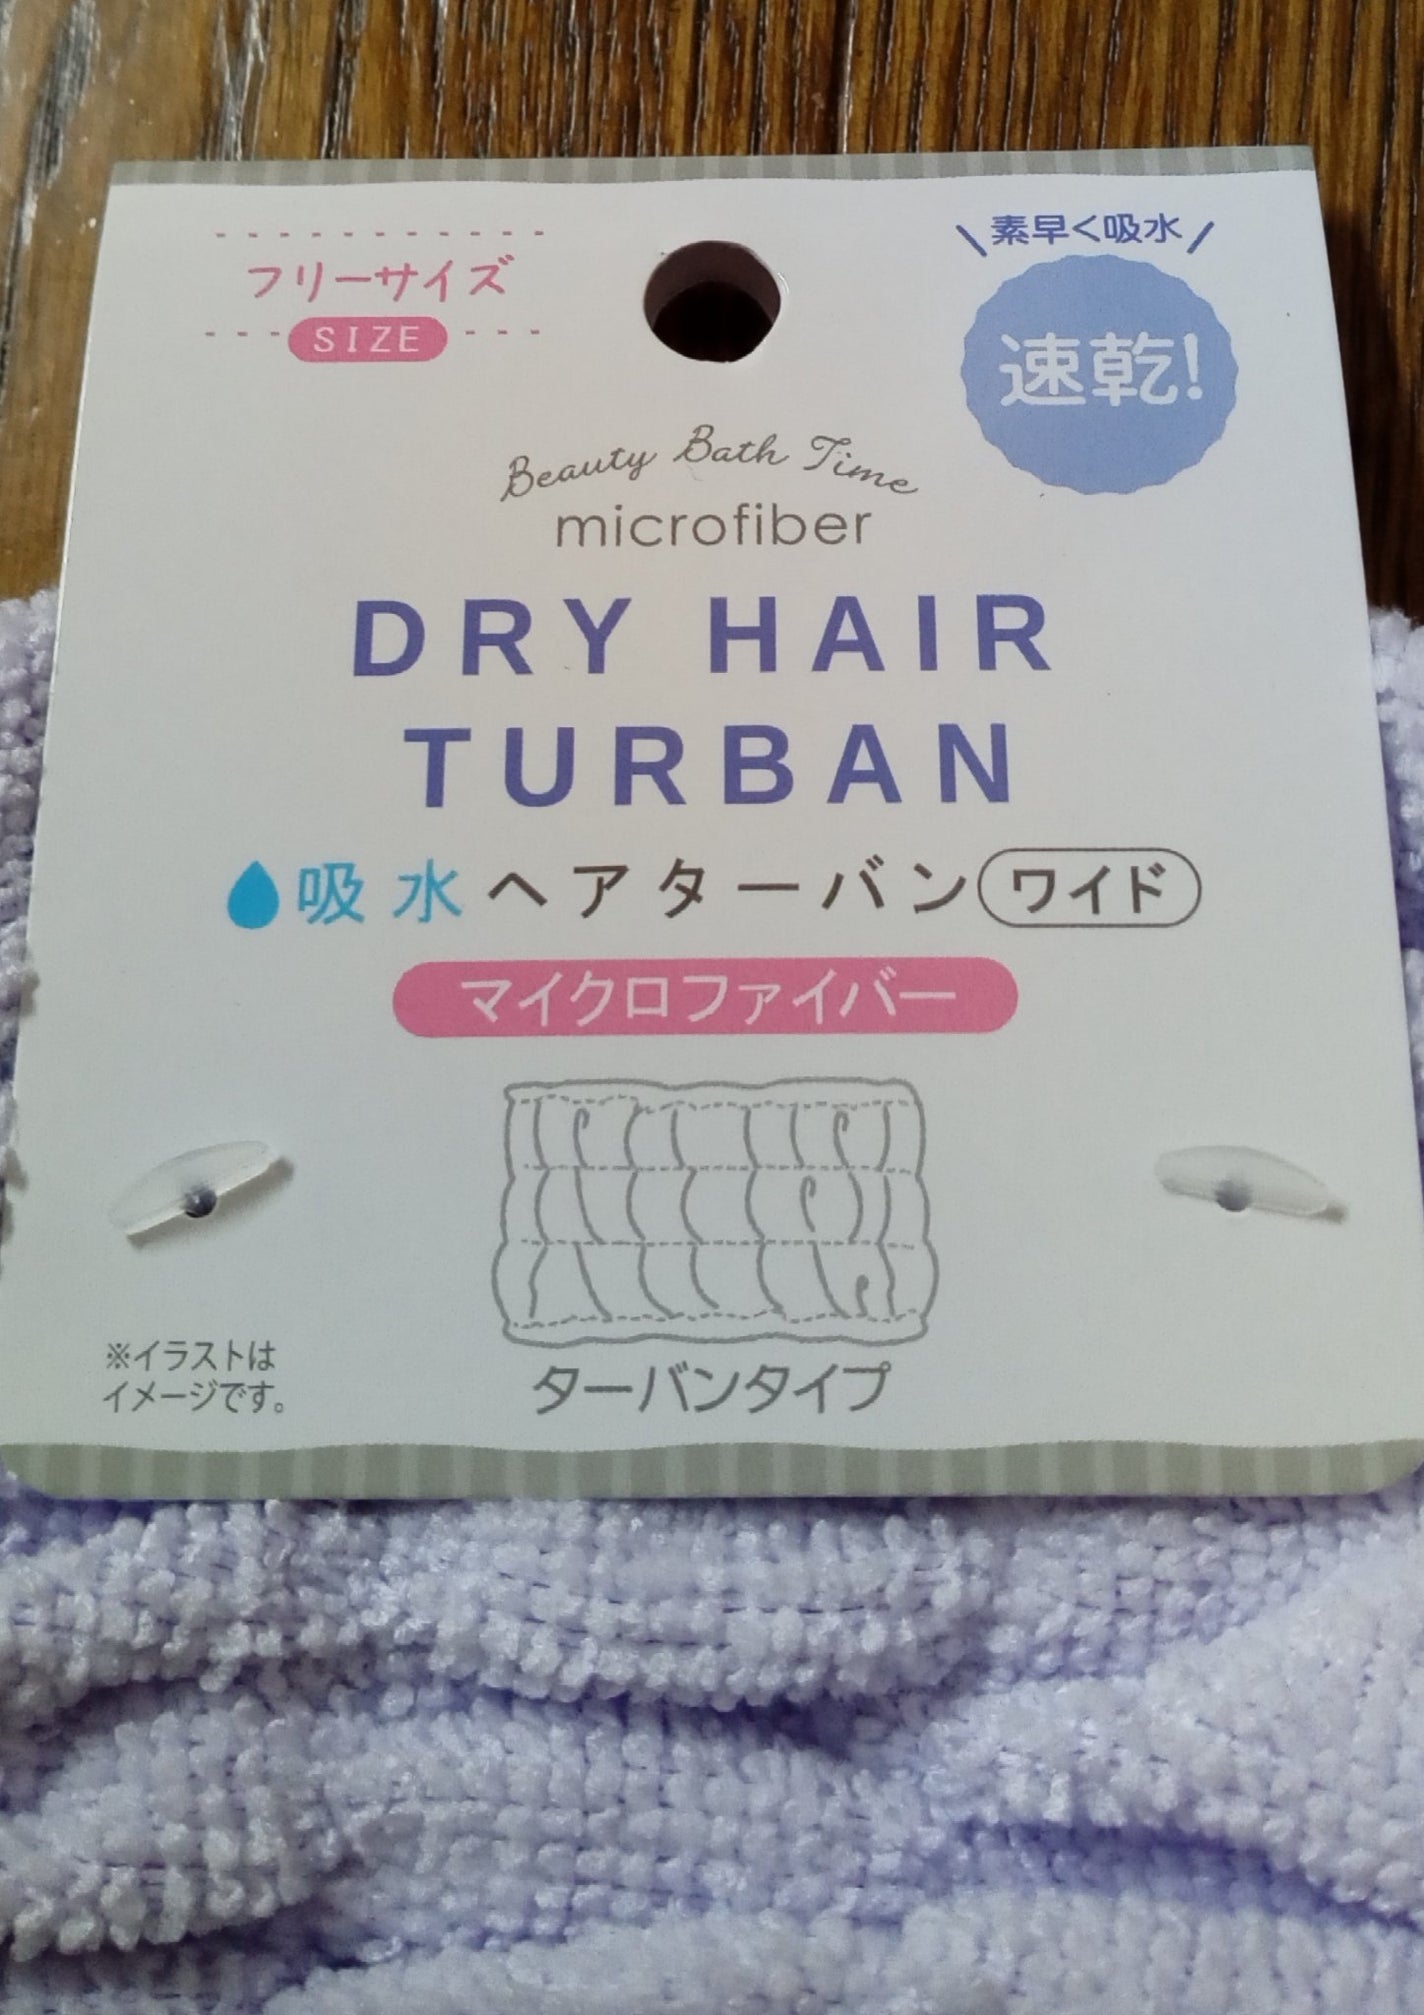 フリーサイズ
SIZE
素早く吸水
速乾!
Beauty Bath Time
microfiber
DRY HAIR
TURBAN
吸水ヘアターバン ワイド
マイクロファイバー
ターバンタイプ
※イラストは
イメージです。